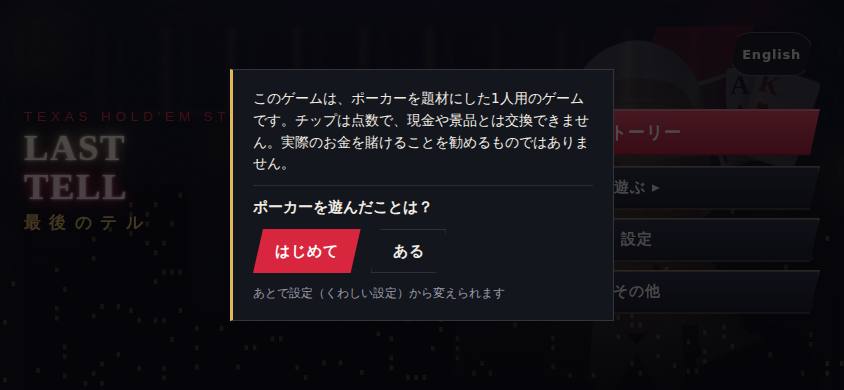 English
TEXAS HOLD'EM ST
LAST
TELL
最後のテル
このゲームは、ポーカーを題材にした1人用のゲーム
です。チップは点数で、現金や景品とは交換できませ
ん。実際のお金を賭けることを勧めるものではありま
せん。
ポーカーを遊んだことは？
はじめて
ある
あとで設定（くわしい設定）から変えられます
トーリー
遊ぶ ▸
設定
その他
A
K